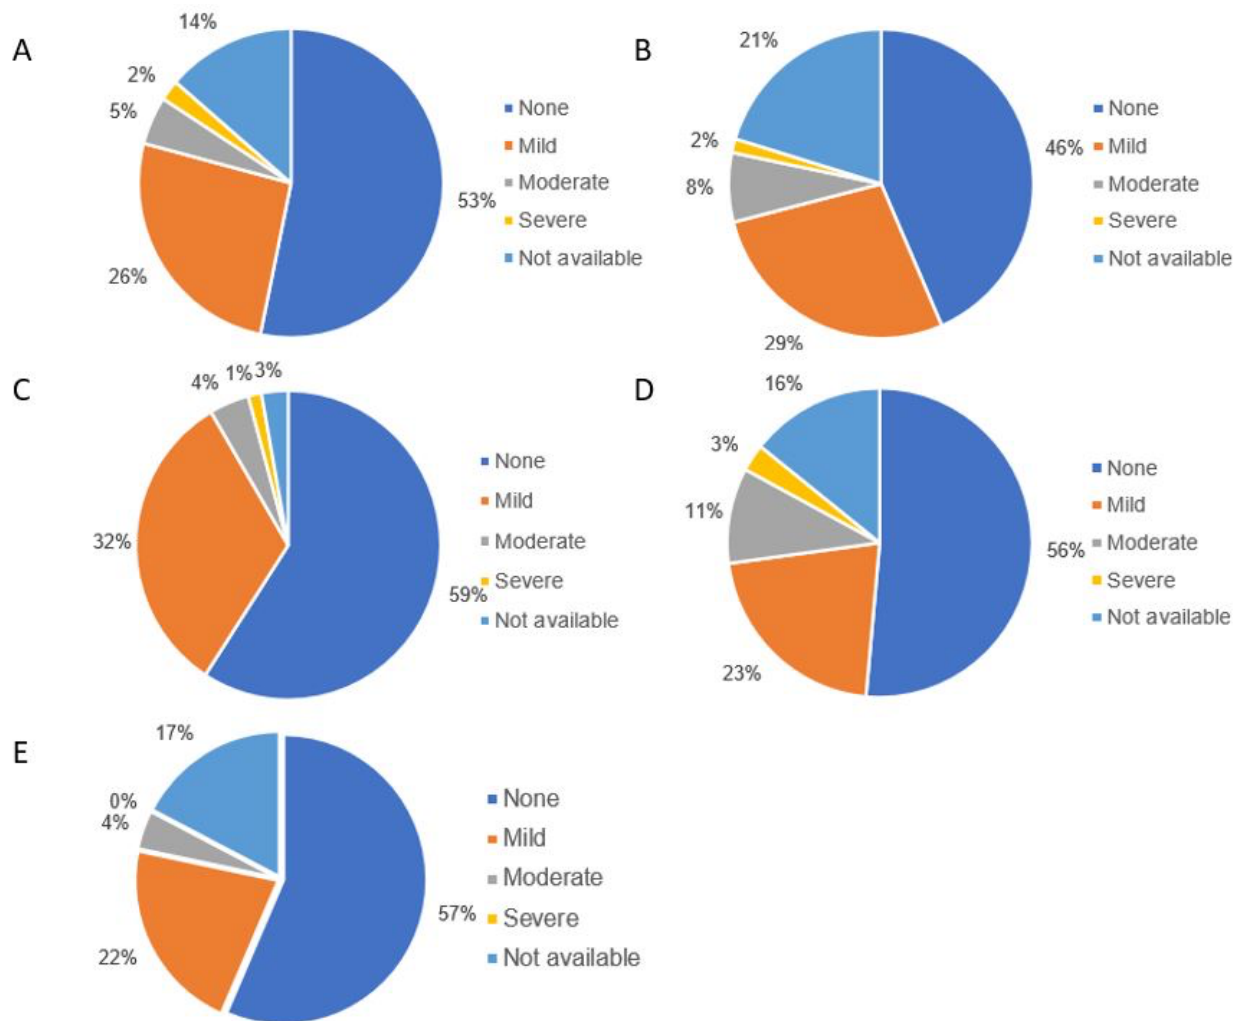 A
14%
2%
5%
26%
53%
None
Mild
Moderate
Severe
Not available
B
21%
2%
8%
29%
46%
None
Mild
Moderate
Severe
Not available
C
4%
1%
3%
32%
59%
None
Mild
Moderate
Severe
Not available
D
16%
3%
11%
23%
56%
None
Mild
Moderate
Severe
Not available
E
17%
0%
4%
22%
57%
None
Mild
Moderate
Severe
Not available